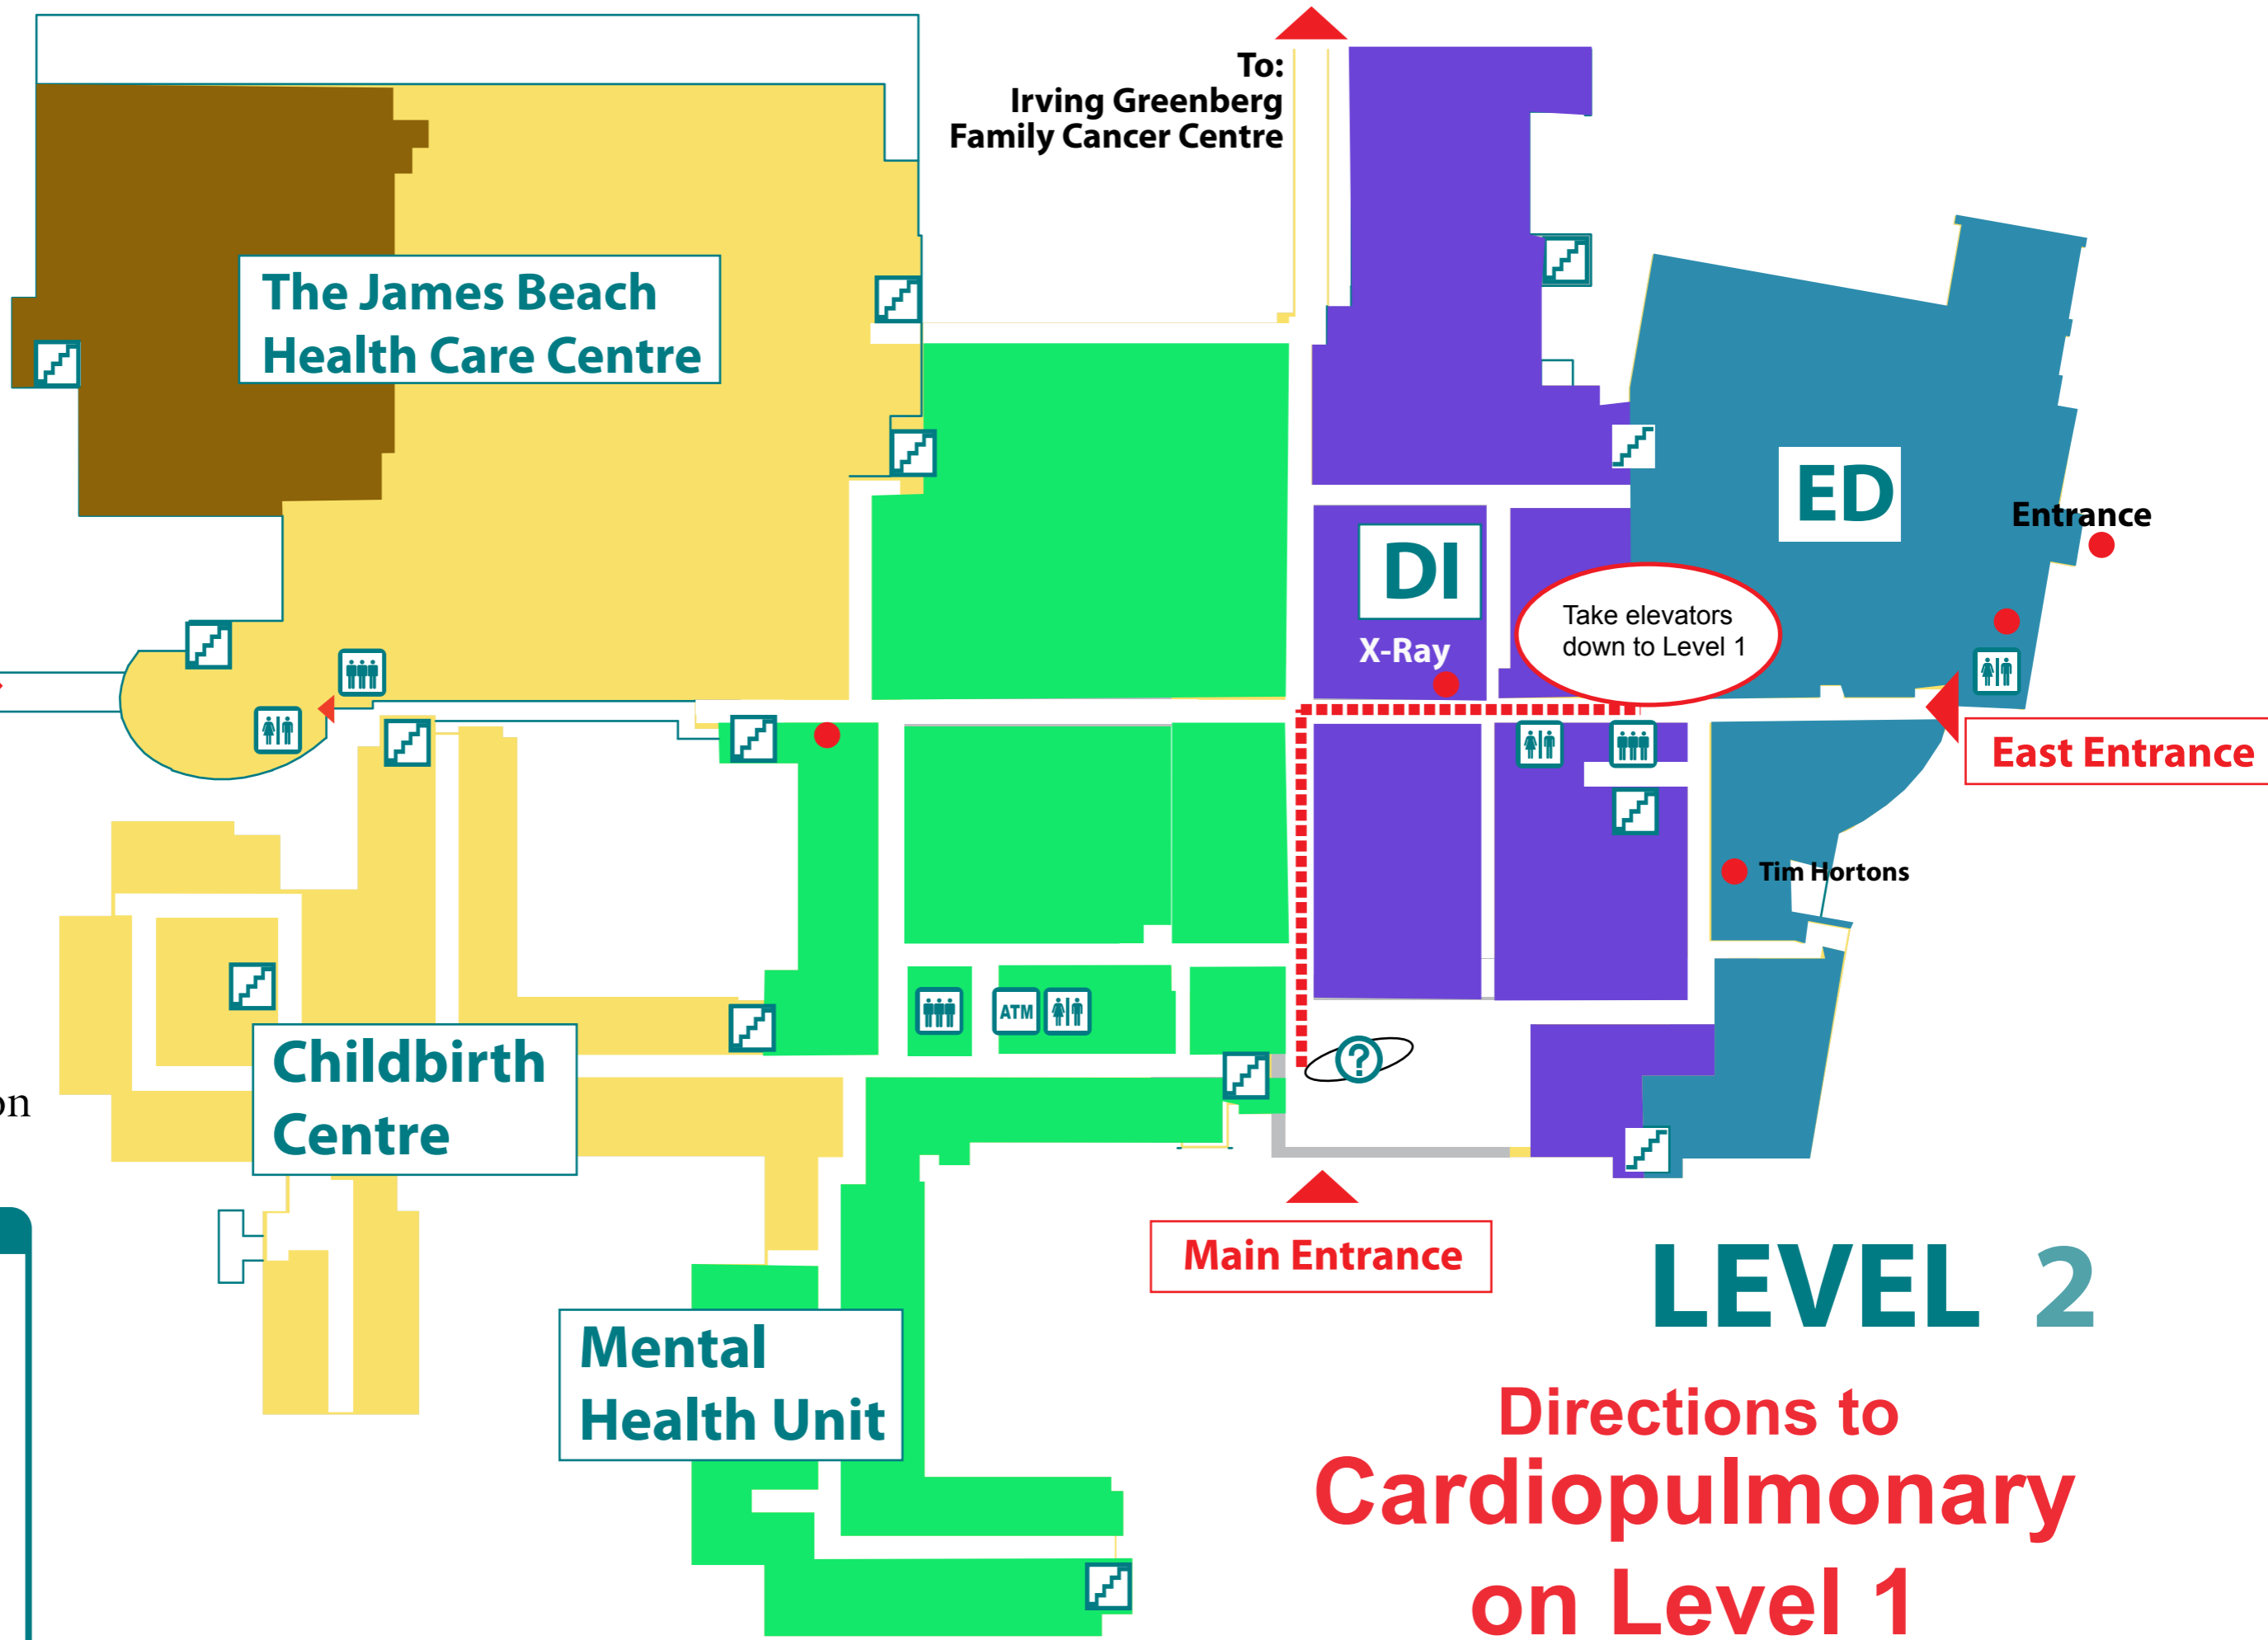 To:
Irving Greenberg
Family Cancer Centre
The James Beach
Health Care Centre
ED
Entrance
DI
X-Ray
Take elevators
down to Level 1
East Entrance
Tim Hortons
ATM
?
Childbirth
Centre
on
Main Entrance
Mental
Health Unit
LEVEL 2
Directions to
Cardiopulmonary
on Level 1